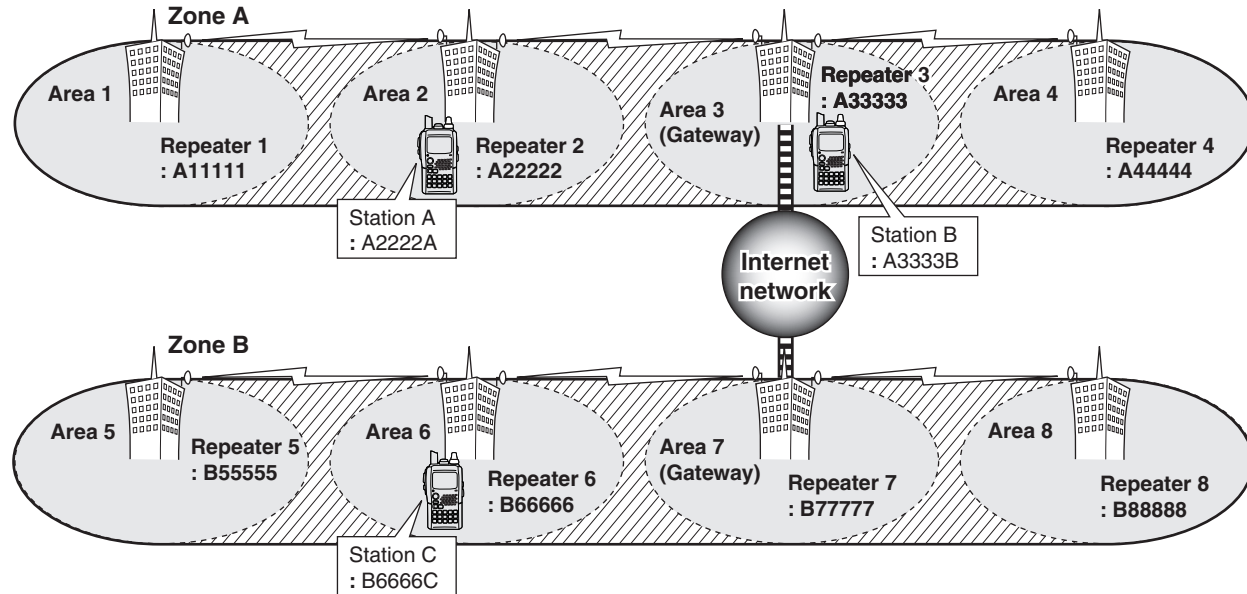 Zone A
Area 1
Repeater 1
: A11111
Area 2
Repeater 2
: A22222
Station A
: A2222A
Area 3
(Gateway)
Repeater 3
: A33333
Station B
: A3333B
Area 4
Repeater 4
: A44444
Internet
network
Zone B
Area 5
Repeater 5
: B55555
Area 6
Repeater 6
: B66666
Station C
: B6666C
Area 7
(Gateway)
Repeater 7
: B77777
Area 8
Repeater 8
: B88888